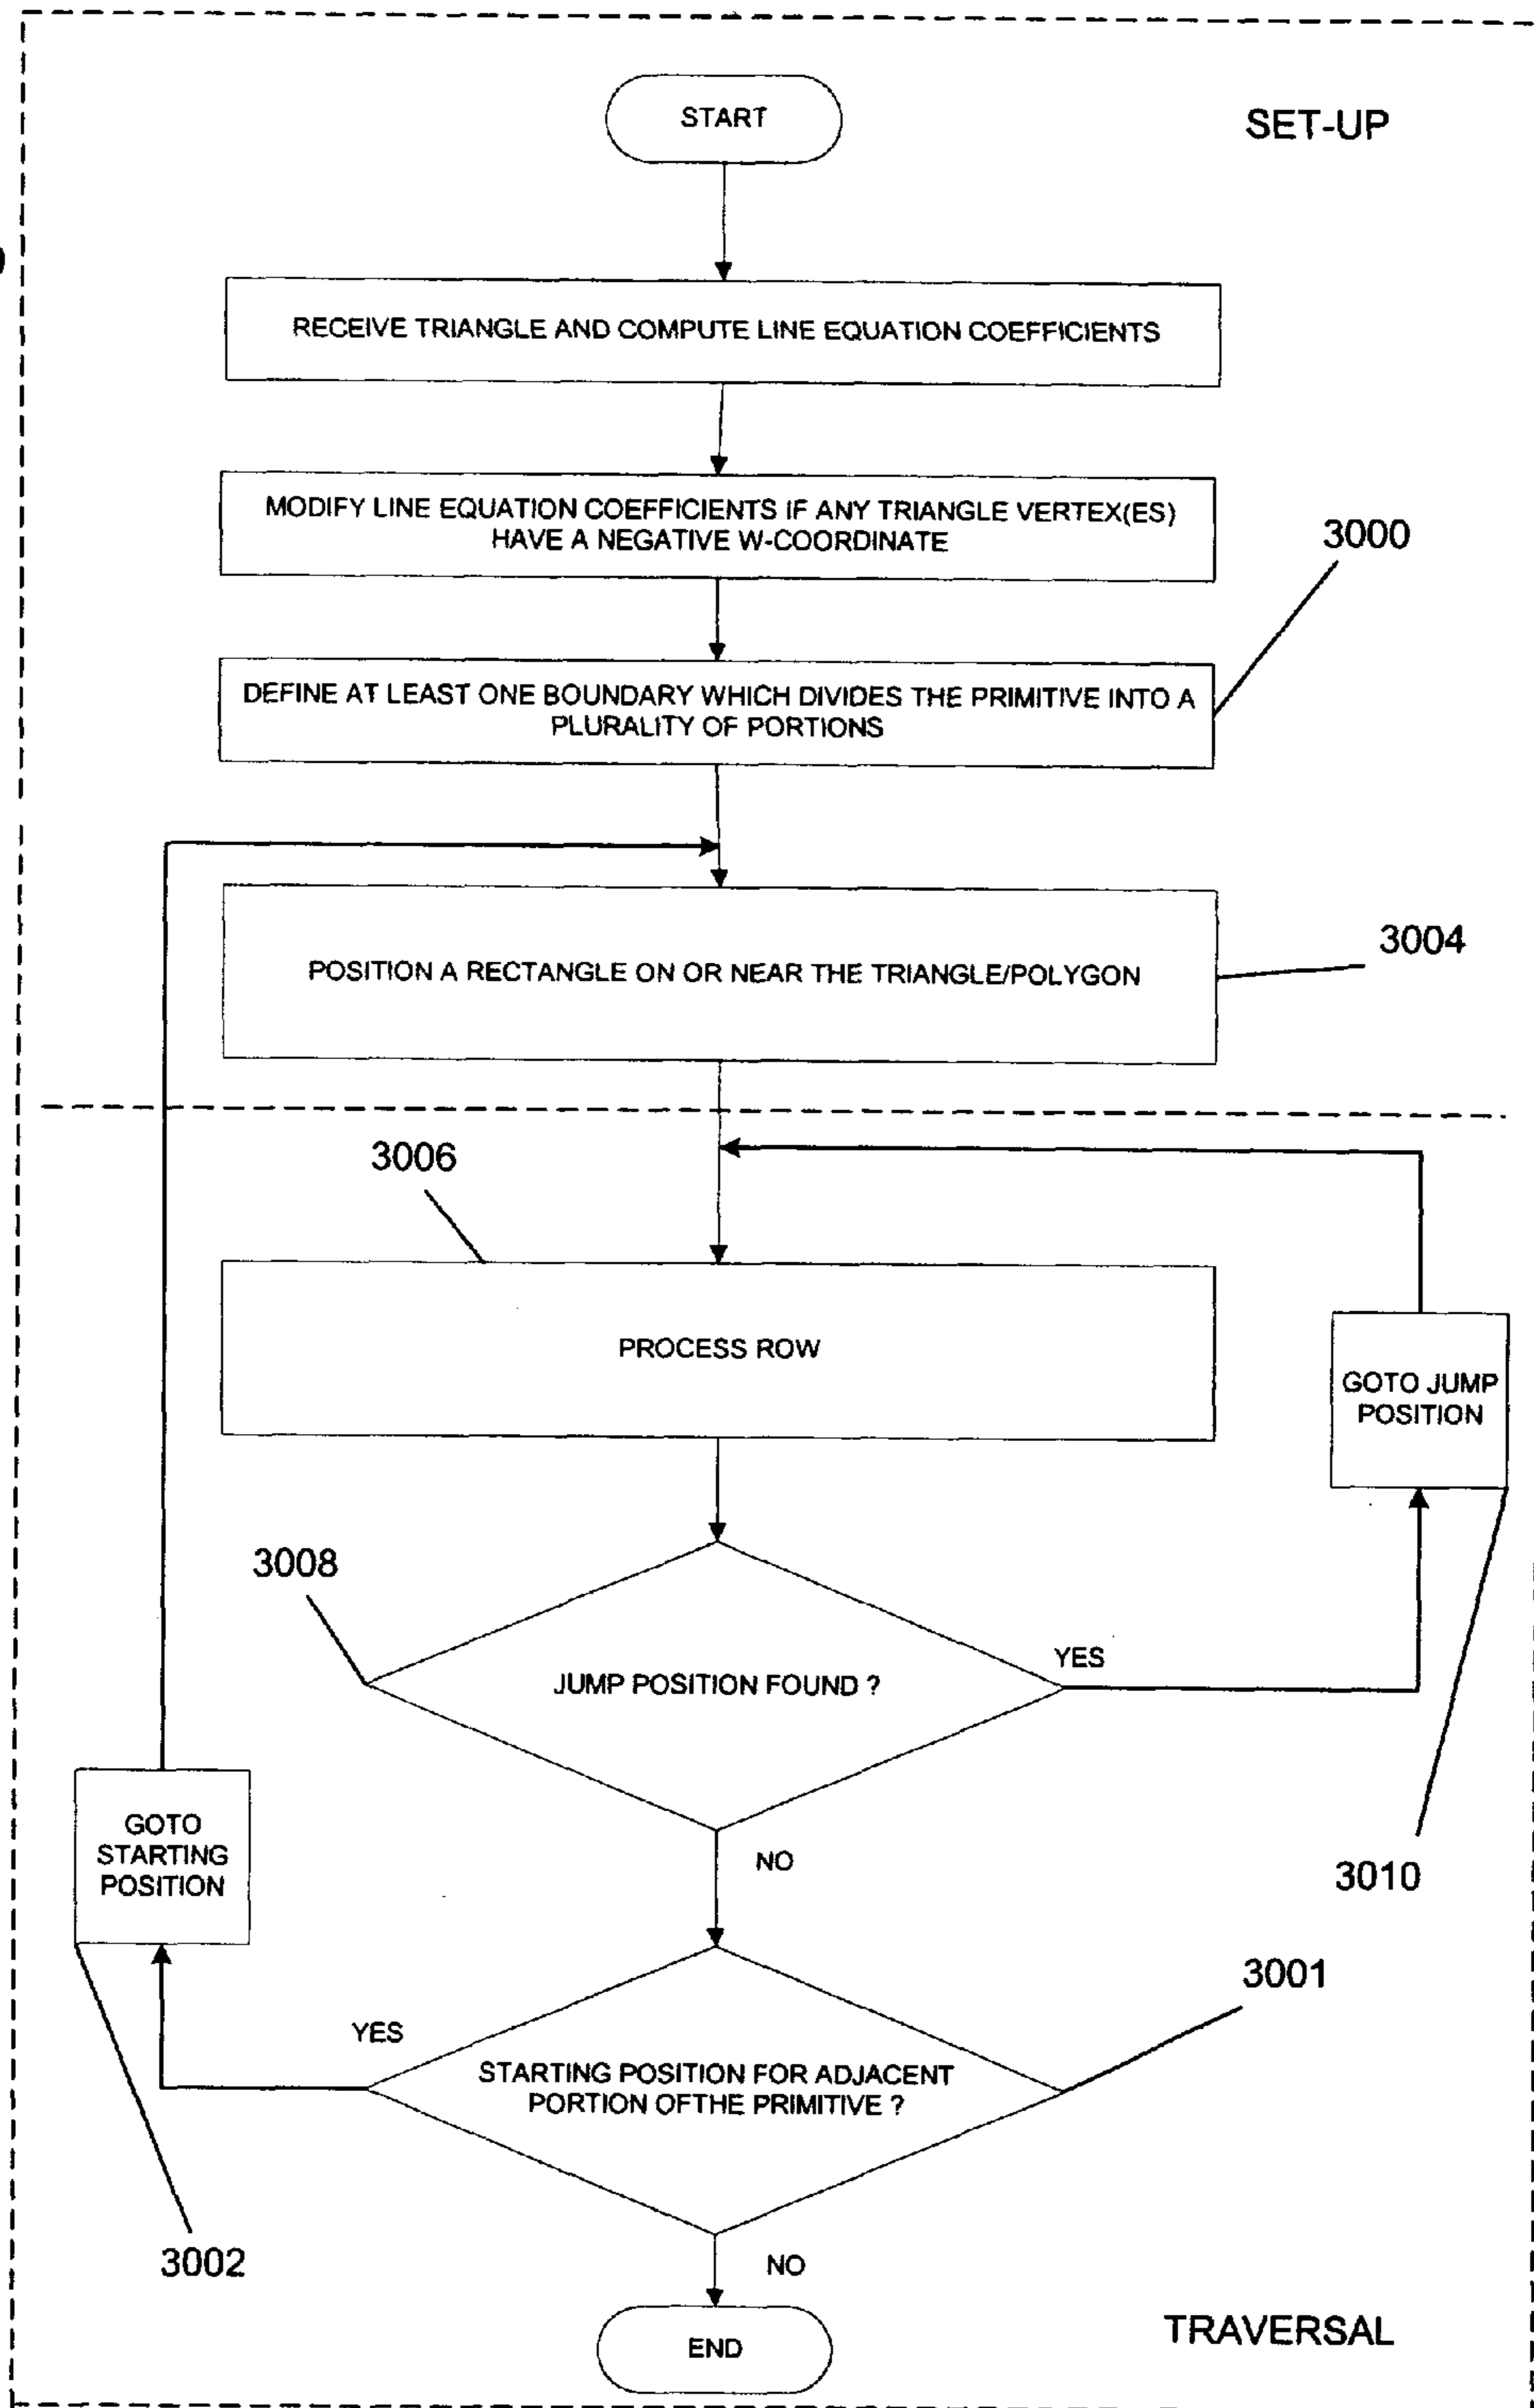 START
SET-UP
RECEIVE TRIANGLE AND COMPUTE LINE EQUATION COEFFICIENTS
MODIFY LINE EQUATION COEFFICIENTS IF ANY TRIANGLE VERTEX(ES)
HAVE A NEGATIVE W-COORDINATE
3000
DEFINE AT LEAST ONE BOUNDARY WHICH DIVIDES THE PRIMITIVE INTO A
PLURALITY OF PORTIONS
3004
POSITION A RECTANGLE ON OR NEAR THE TRIANGLE/POLYGON
3006
PROCESS ROW
GOTO JUMP
POSITION
3008
JUMP POSITION FOUND ?
YES
NO
GOTO
STARTING
POSITION
3010
3001
YES
STARTING POSITION FOR ADJACENT
PORTION OFTHE PRIMITIVE ?
3002
NO
END
TRAVERSAL